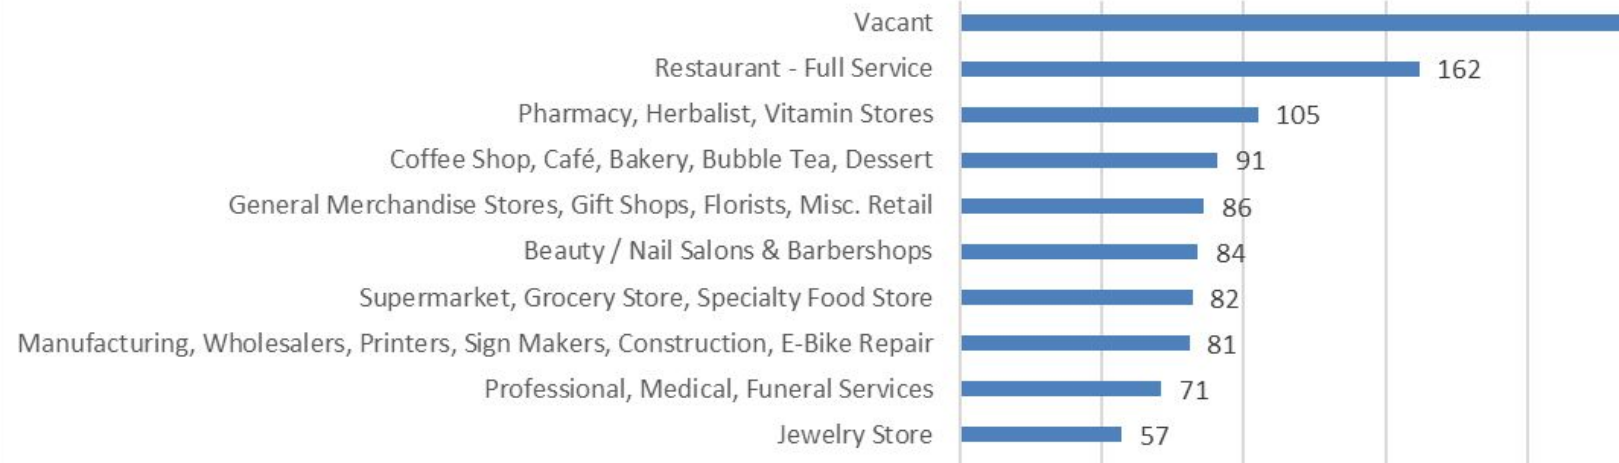 Vacant
Restaurant - Full Service 162
Pharmacy, Herbalist, Vitamin Stores 105
Coffee Shop, Café, Bakery, Bubble Tea, Dessert 91
General Merchandise Stores, Gift Shops, Florists, Misc. Retail 86
Beauty / Nail Salons & Barbershops 84
Supermarket, Grocery Store, Specialty Food Store 82
Manufacturing, Wholesalers, Printers, Sign Makers, Construction, E-Bike Repair 81
Professional, Medical, Funeral Services 71
Jewelry Store 57